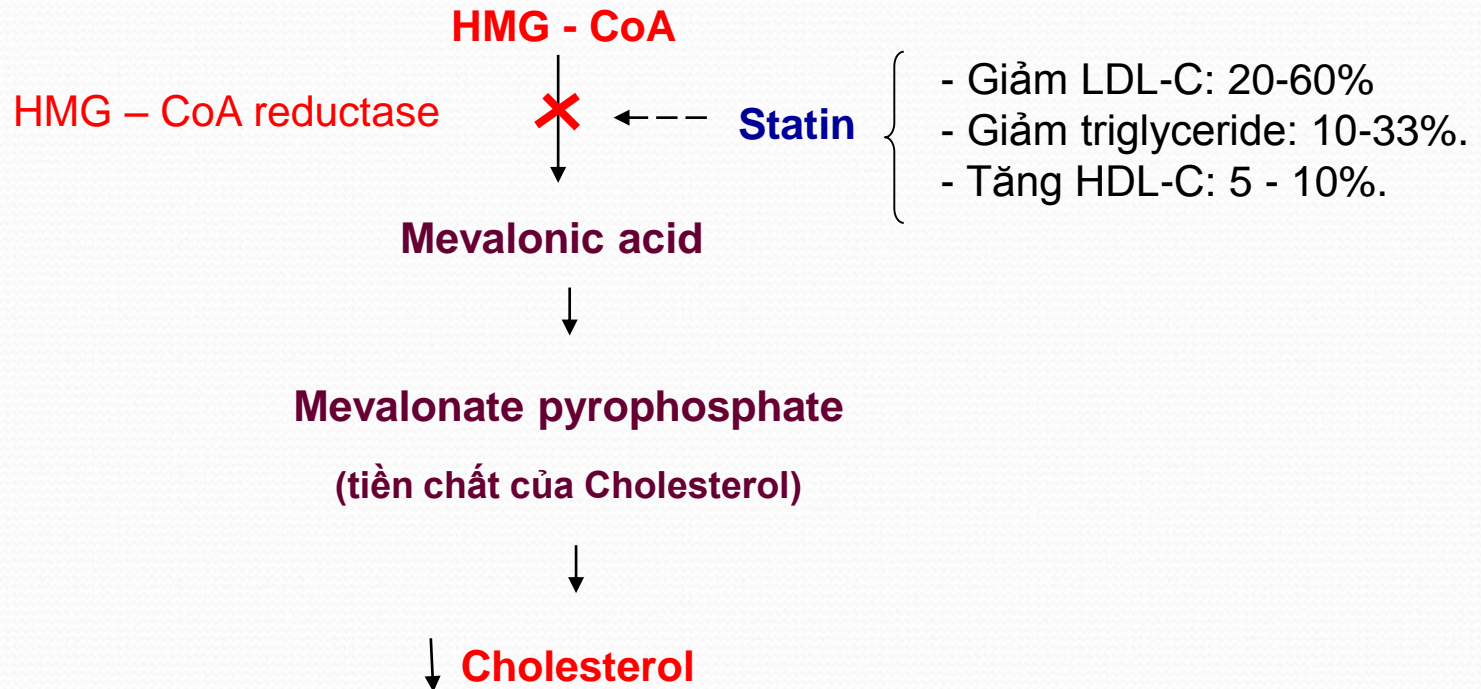 HMG - CoA
HMG – CoA reductase
Statin
- Giảm LDL-C: 20-60%
- Giảm triglyceride: 10-33%.
- Tăng HDL-C: 5 - 10%.
Mevalonic acid
Mevalonate pyrophosphate
(tiền chất của Cholesterol)
Cholesterol